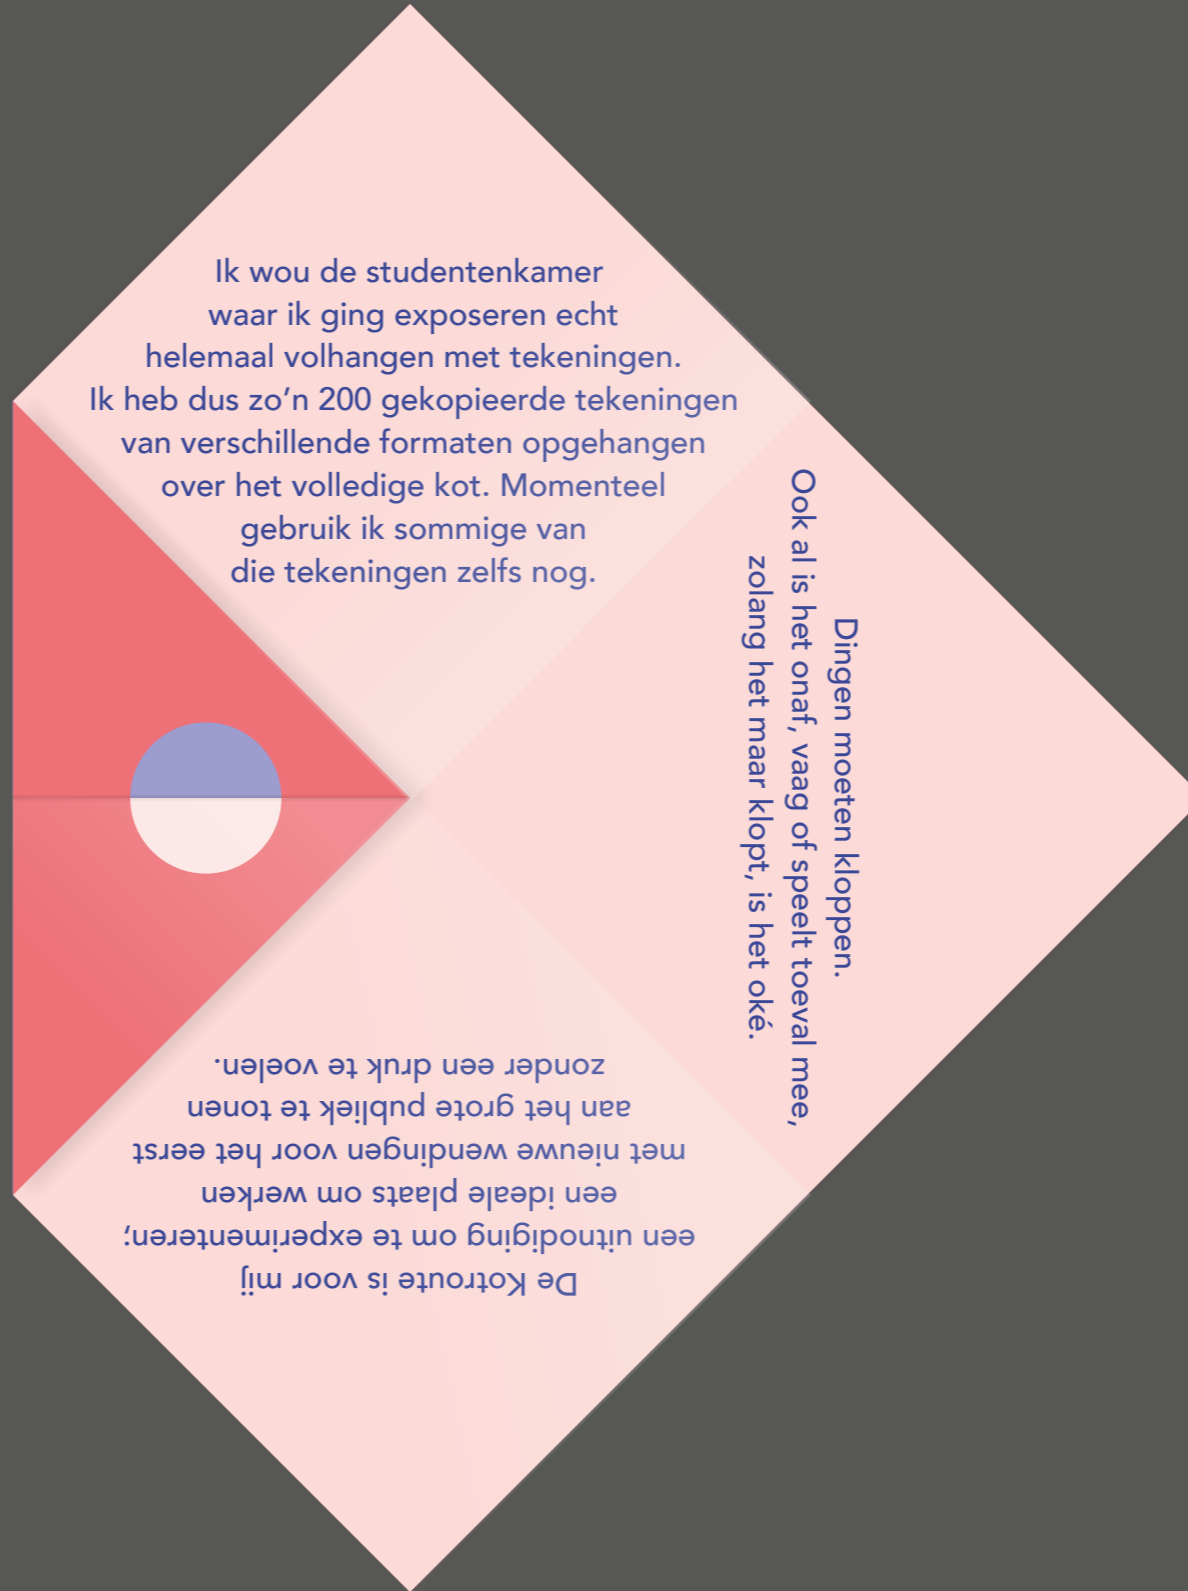 Ik wou de studentenkamer
waar ik ging exposeren echt
helemaal volhangen met tekeningen.
Ik heb dus zo’n 200 gekopieerde tekeningen
van verschillende formaten opgehangen
over het volledige kot. Momenteel
gebruik ik sommige van
die tekeningen zelfs nog.
Dingen moeten kloppen.
Ook al is het onaf, vaag of speelt toeval mee,
zolang het maar klopt, is het oké.
De Kotroute is voor mij
een uitnodiging om te experimenteren;
een ideale plaats om werken
met nieuwe wendingen voor het eerst
aan het grote publiek te tonen
zonder een druk te voelen.